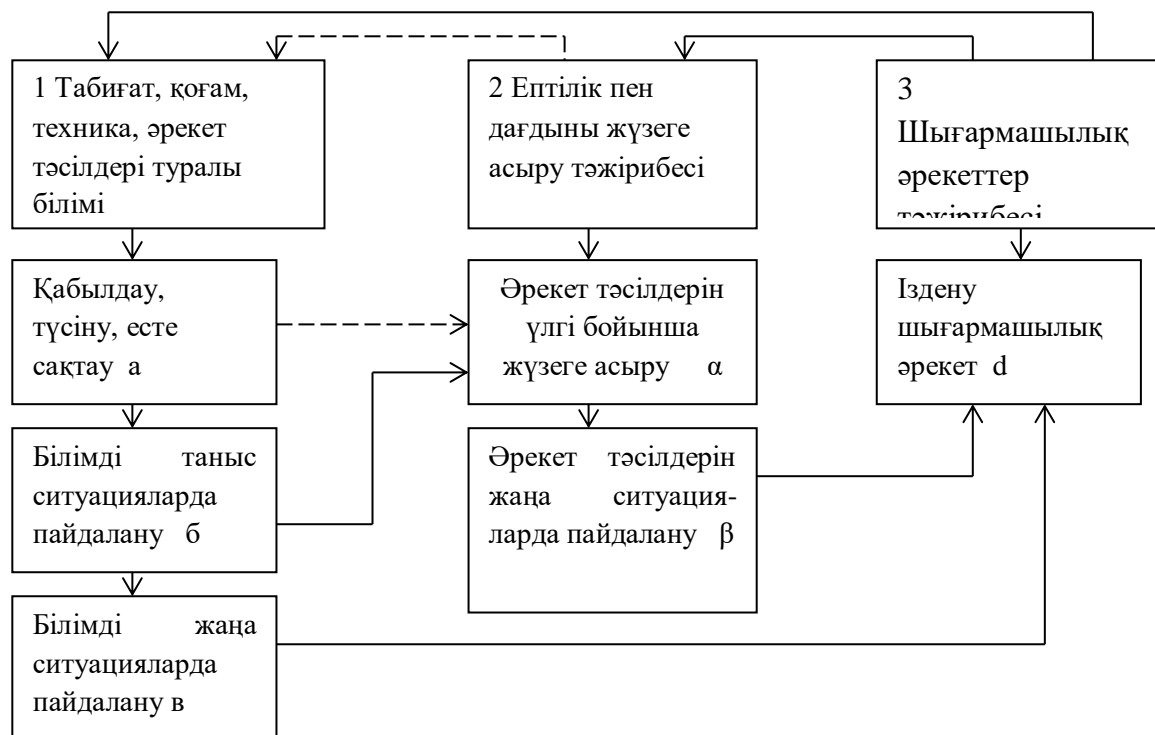 1 Табиғат, қоғам,
техника, әрекет
тәсілдері туралы
білімі
2 Ептілік пен
дағдыны жүзеге
асыру тәжірибесі
3
Шығармашылық
әрекеттер
тәжірибесі
Қабылдау,
түсіну, есте
сақтау а
Әрекет тәсілдерін
үлгі бойынша
жүзеге асыру α
Іздену
шығармашылық
әрекет d
Білімді таныс
ситуацияларда
пайдалану б
Әрекет тәсілдерін
жаңа ситуация-
ларда пайдалану β
Білімді жаңа
ситуацияларда
пайдалану в